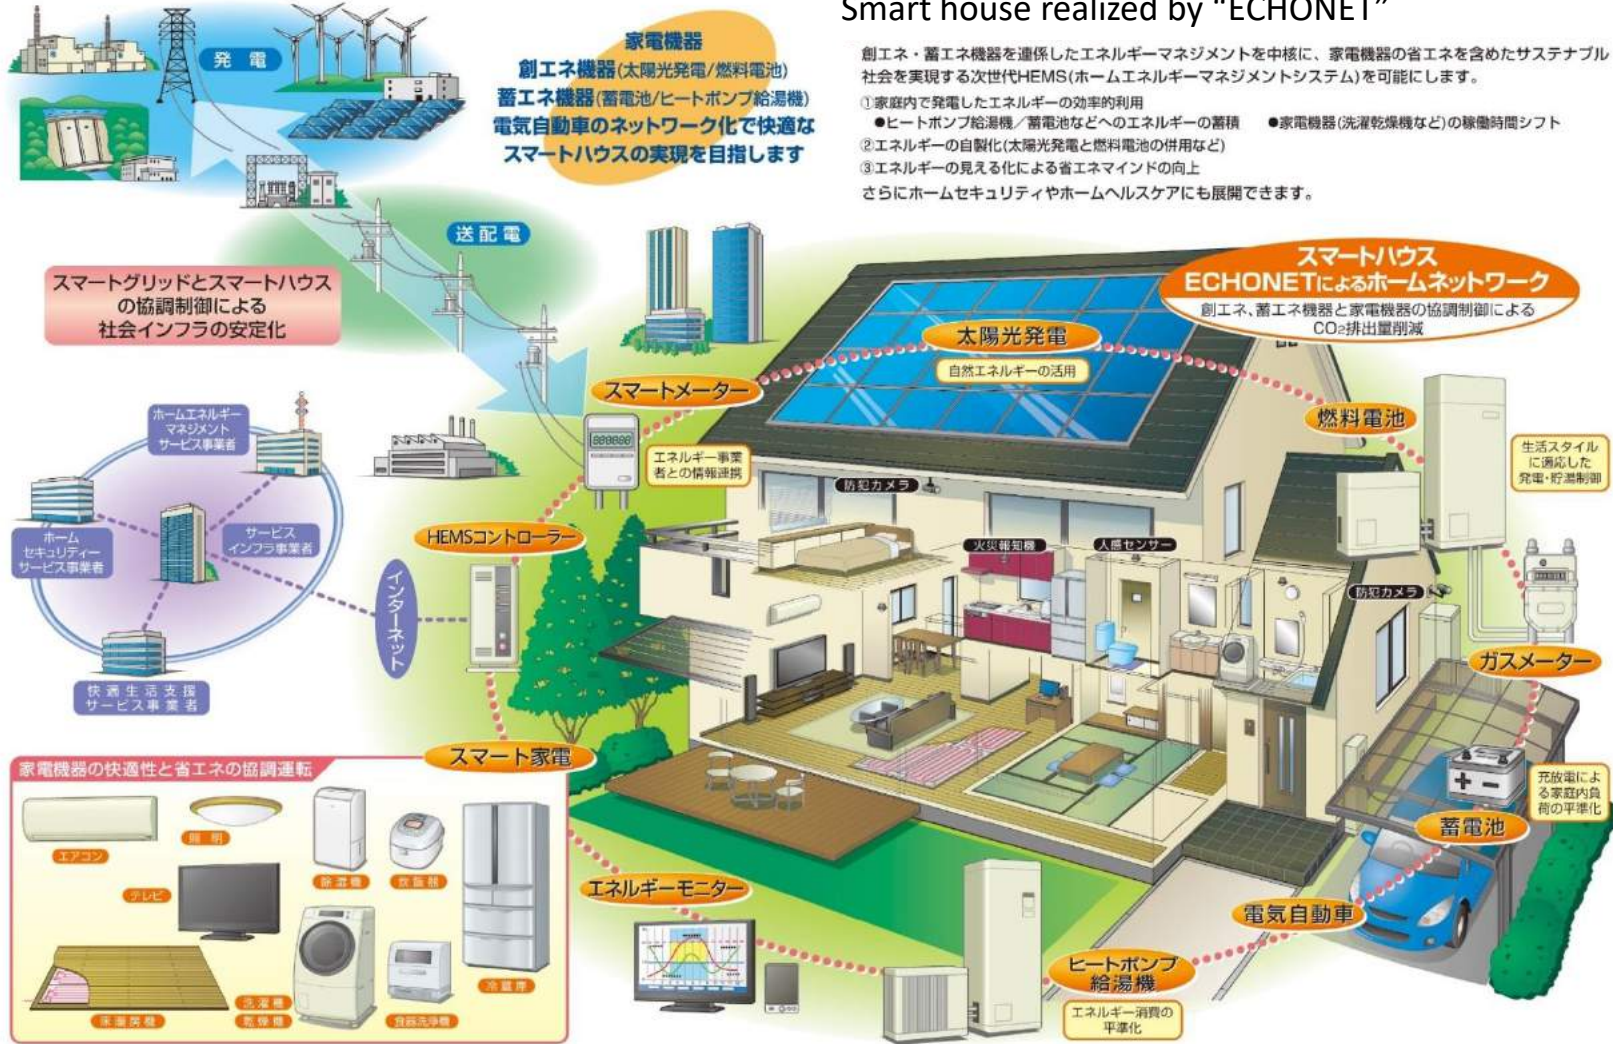 Smart house realized by “ECHONET”
発電
家電機器
創エネ機器(太陽光発電/燃料電池)
蓄エネ機器(蓄電池/ヒートポンプ給湯機)
電気自動車のネットワーク化で快適な
スマートハウスの実現を目指します
創エネ・蓄エネ機器を連係したエネルギーマネジメントを中核に、家電機器の省エネを含めたサステナブル
社会を実現する次世代HEMS(ホームエネルギーマネジメントシステム)を可能にします。
①家庭内で発電したエネルギーの効率的利用
●ヒートポンプ給湯機／蓄電池などへのエネルギーの蓄積 ●家電機器(洗濯乾燥機など)の稼働時間シフト
②エネルギーの自製化(太陽光発電と燃料電池の併用など)
③エネルギーの見える化による省エネマインドの向上
さらにホームセキュリティやホームヘルスケアにも展開できます。
送配電
スマートグリッドとスマートハウス
の協調制御による
社会インフラの安定化
スマートハウス
ECHONETによるホームネットワーク
創エネ、蓄エネ機器と家電機器の協調制御による
CO2排出量削減
太陽光発電
自然エネルギーの活用
スマートメーター
エネルギー事業
者との情報連携
燃料電池
生活スタイル
に適応した
発電・貯湯制御
ホームエネルギー
マネジメント
サービス事業者
ホーム
セキュリティー
サービス事業者
サービス
インフラ事業者
快適生活支援
サービス事業者
インターネット
HEMSコントローラー
防犯カメラ
火災報知機
人感センサー
防犯カメラ
ガスメーター
スマート家電
家電機器の快適性と省エネの協調運転
エアコン
照明
テレビ
除湿機
炊飯器
冷蔵庫
床暖房機
洗濯機
乾燥機
食器洗浄機
エネルギーモニター
ヒートポンプ
給湯機
エネルギー消費の
平準化
電気自動車
蓄電池
充放電によ
る家庭内負
荷の平準化